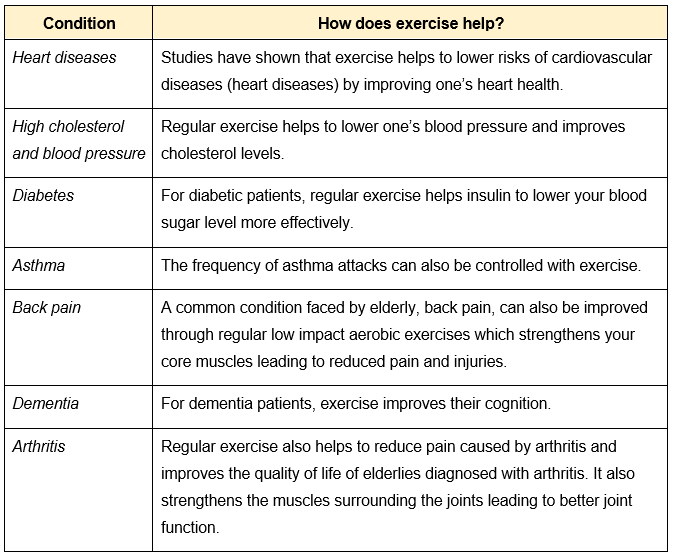 Condition
How does exercise help?
Heart diseases
Studies have shown that exercise helps to lower risks of cardiovascular
diseases (heart diseases) by improving one’s heart health.
High cholesterol
and blood pressure
Regular exercise helps to lower one’s blood pressure and improves
cholesterol levels.
Diabetes
For diabetic patients, regular exercise helps insulin to lower your blood
sugar level more effectively.
Asthma
The frequency of asthma attacks can also be controlled with exercise.
Back pain
A common condition faced by elderly, back pain, can also be improved
through regular low impact aerobic exercises which strengthens your
core muscles leading to reduced pain and injuries.
Dementia
For dementia patients, exercise improves their cognition.
Arthritis
Regular exercise also helps to reduce pain caused by arthritis and
improves the quality of life of elderlies diagnosed with arthritis. It also
strengthens the muscles surrounding the joints leading to better joint
function.